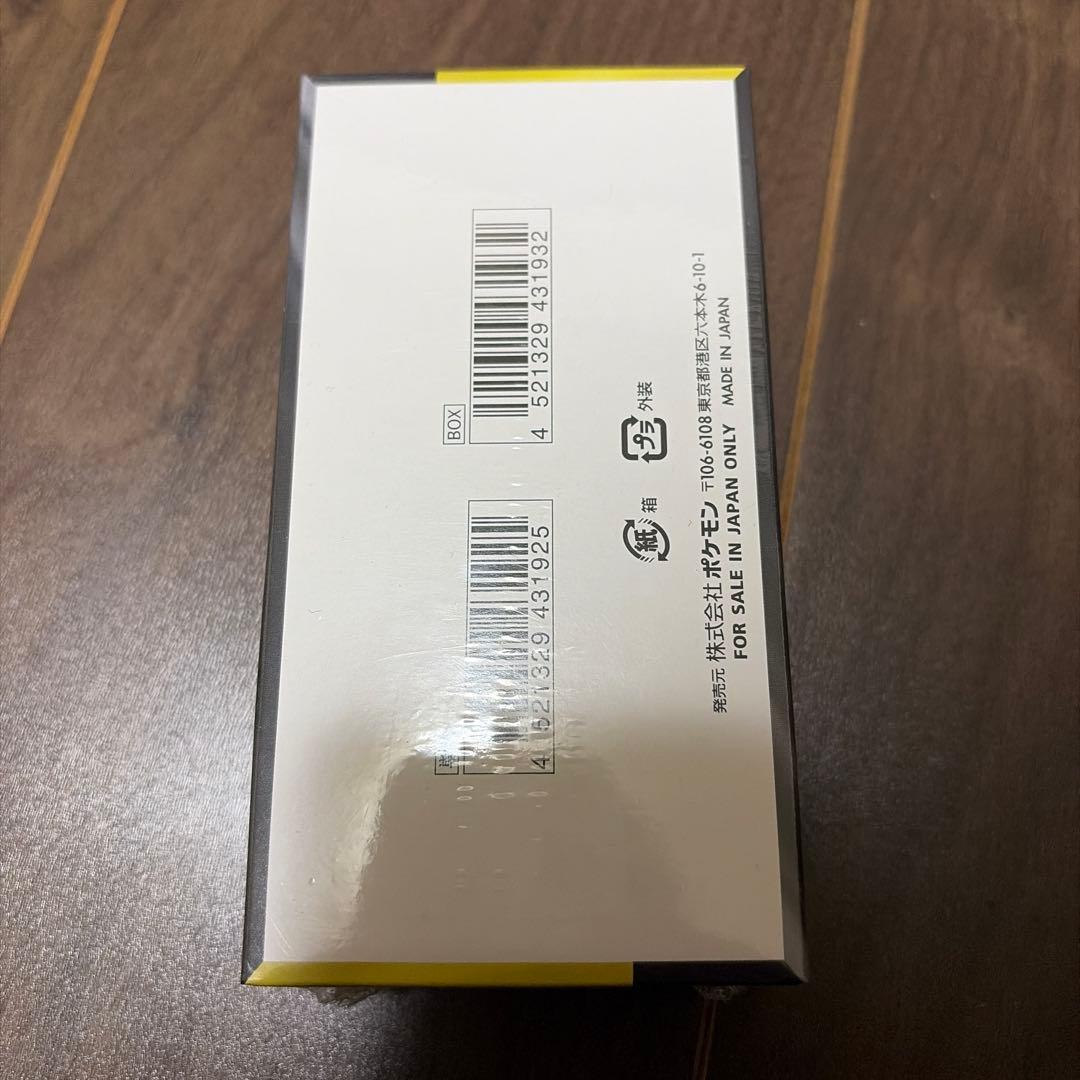 BOX
4 521329 431925
4 521329 431932
紙 箱
プラ 外装
発売元 株式会社ポケモン 〒106-6108 東京都港区六本木6-10-1
FOR SALE IN JAPAN ONLY MADE IN JAPAN